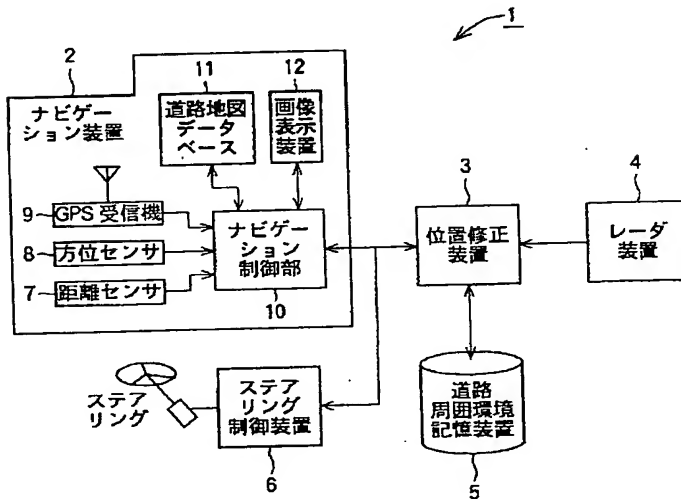 1
2
ナビゲー
ション装置
11
道路地図
データ
ベース
12
画像
表示
装置
9 GPS 受信機
8 方位センサ
7 距離センサ
ナビゲー
ション
制御部
10
3
位置修正
装置
4
レーダ
装置
ステア
リング
ステア
リング
制御装置
6
道路
周囲環境
記憶装置
5